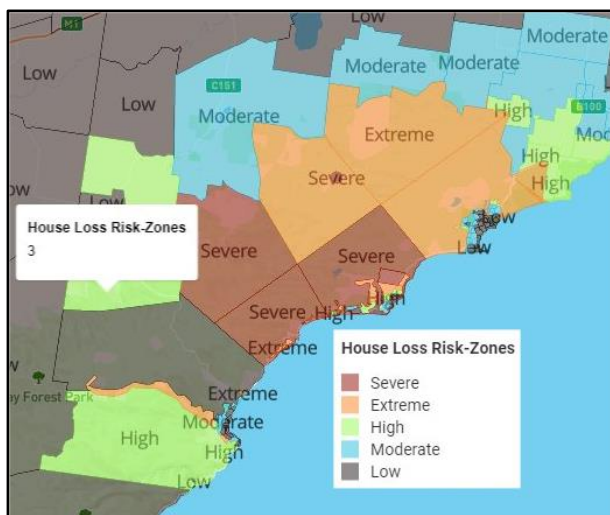 M1
Low
Low
C151
Moderate
Moderate
Moderate
Moderate
High
B100
Extreme
High
High
Severe
House Loss Risk-Zones
3
Severe
Severe
Low
Low
High
High
Severe
Extreme
House Loss Risk-Zones
Severe
Extreme
High
Moderate
Low
Extreme
Forest Park
Moderate
High
High
Low